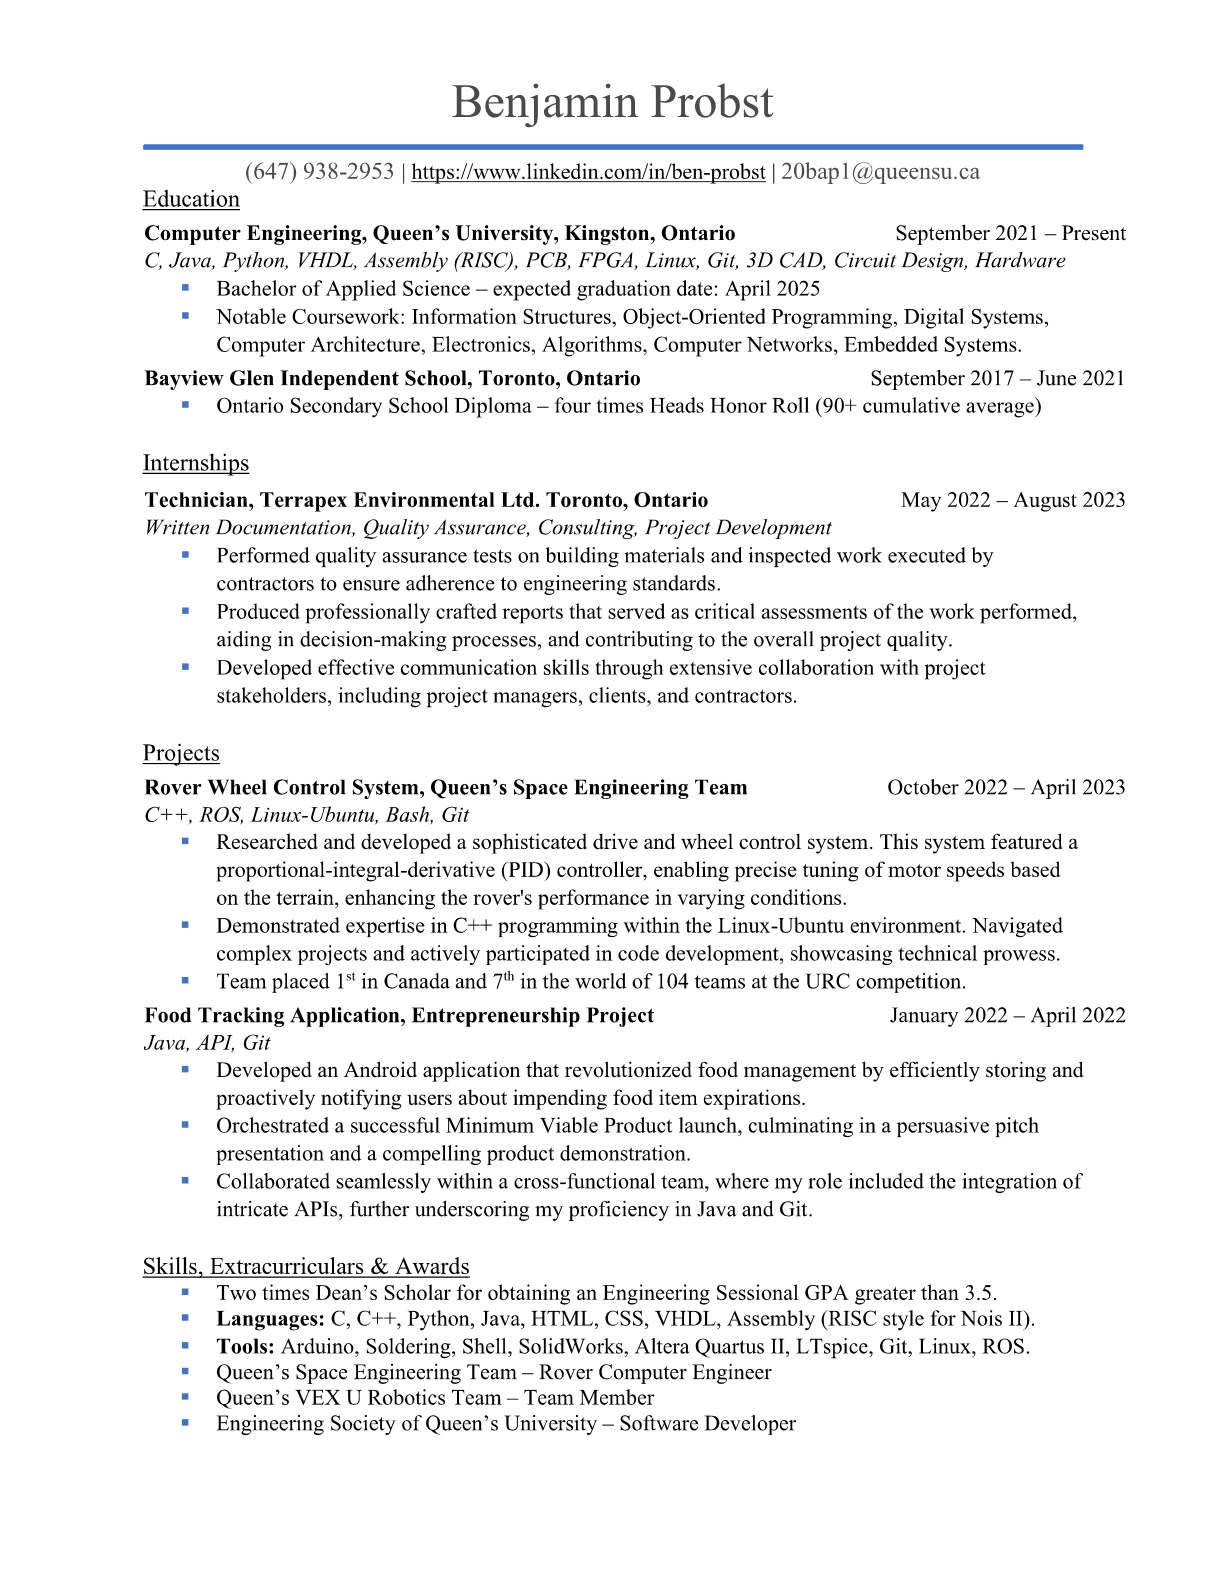 Benjamin Probst
(647) 938-2953 | https://www.linkedin.com/in/ben-probst | 20bap1@queensu.ca
Education
Computer Engineering, Queen’s University, Kingston, Ontario September 2021 – Present
C, Java, Python, VHDL, Assembly (RISC), PCB, FPGA, Linux, Git, 3D CAD, Circuit Design, Hardware
▪ Bachelor of Applied Science – expected graduation date: April 2025
▪ Notable Coursework: Information Structures, Object-Oriented Programming, Digital Systems,
Computer Architecture, Electronics, Algorithms, Computer Networks, Embedded Systems.
Bayview Glen Independent School, Toronto, Ontario September 2017 – June 2021
▪ Ontario Secondary School Diploma – four times Heads Honor Roll (90+ cumulative average)
Internships
Technician, Terrapex Environmental Ltd. Toronto, Ontario May 2022 – August 2023
Written Documentation, Quality Assurance, Consulting, Project Development
▪ Performed quality assurance tests on building materials and inspected work executed by
contractors to ensure adherence to engineering standards.
▪ Produced professionally crafted reports that served as critical assessments of the work performed,
aiding in decision-making processes, and contributing to the overall project quality.
▪ Developed effective communication skills through extensive collaboration with project
stakeholders, including project managers, clients, and contractors.
Projects
Rover Wheel Control System, Queen’s Space Engineering Team October 2022 – April 2023
C++, ROS, Linux-Ubuntu, Bash, Git
▪ Researched and developed a sophisticated drive and wheel control system. This system featured a
proportional-integral-derivative (PID) controller, enabling precise tuning of motor speeds based
on the terrain, enhancing the rover's performance in varying conditions.
▪ Demonstrated expertise in C++ programming within the Linux-Ubuntu environment. Navigated
complex projects and actively participated in code development, showcasing technical prowess.
▪ Team placed 1st in Canada and 7th in the world of 104 teams at the URC competition.
Food Tracking Application, Entrepreneurship Project January 2022 – April 2022
Java, API, Git
▪ Developed an Android application that revolutionized food management by efficiently storing and
proactively notifying users about impending food item expirations.
▪ Orchestrated a successful Minimum Viable Product launch, culminating in a persuasive pitch
presentation and a compelling product demonstration.
▪ Collaborated seamlessly within a cross-functional team, where my role included the integration of
intricate APIs, further underscoring my proficiency in Java and Git.
Skills, Extracurriculars & Awards
▪ Two times Dean’s Scholar for obtaining an Engineering Sessional GPA greater than 3.5.
▪ Languages: C, C++, Python, Java, HTML, CSS, VHDL, Assembly (RISC style for Nois II).
▪ Tools: Arduino, Soldering, Shell, SolidWorks, Altera Quartus II, LTspice, Git, Linux, ROS.
▪ Queen’s Space Engineering Team – Rover Computer Engineer
▪ Queen’s VEX U Robotics Team – Team Member
▪ Engineering Society of Queen’s University – Software Developer